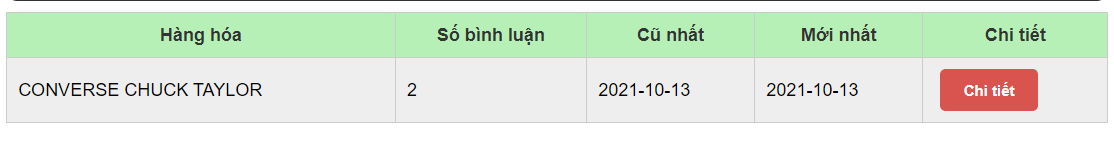 Hàng hóa Số bình luận Cũ nhất Mới nhất Chi tiết
CONVERSE CHUCK TAYLOR 2 2021-10-13 2021-10-13 Chi tiết